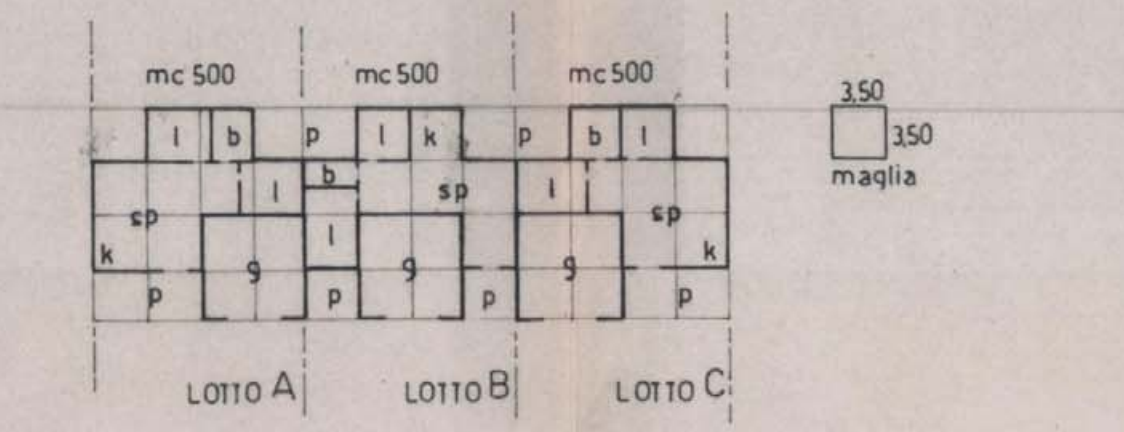 mc 500 mc 500 mc 500
3,50
l b p l k p b l 3,50
maglia
l b sp l sp
sp
k l g g g k
p p p p
LOTTO A LOTTO B LOTTO C